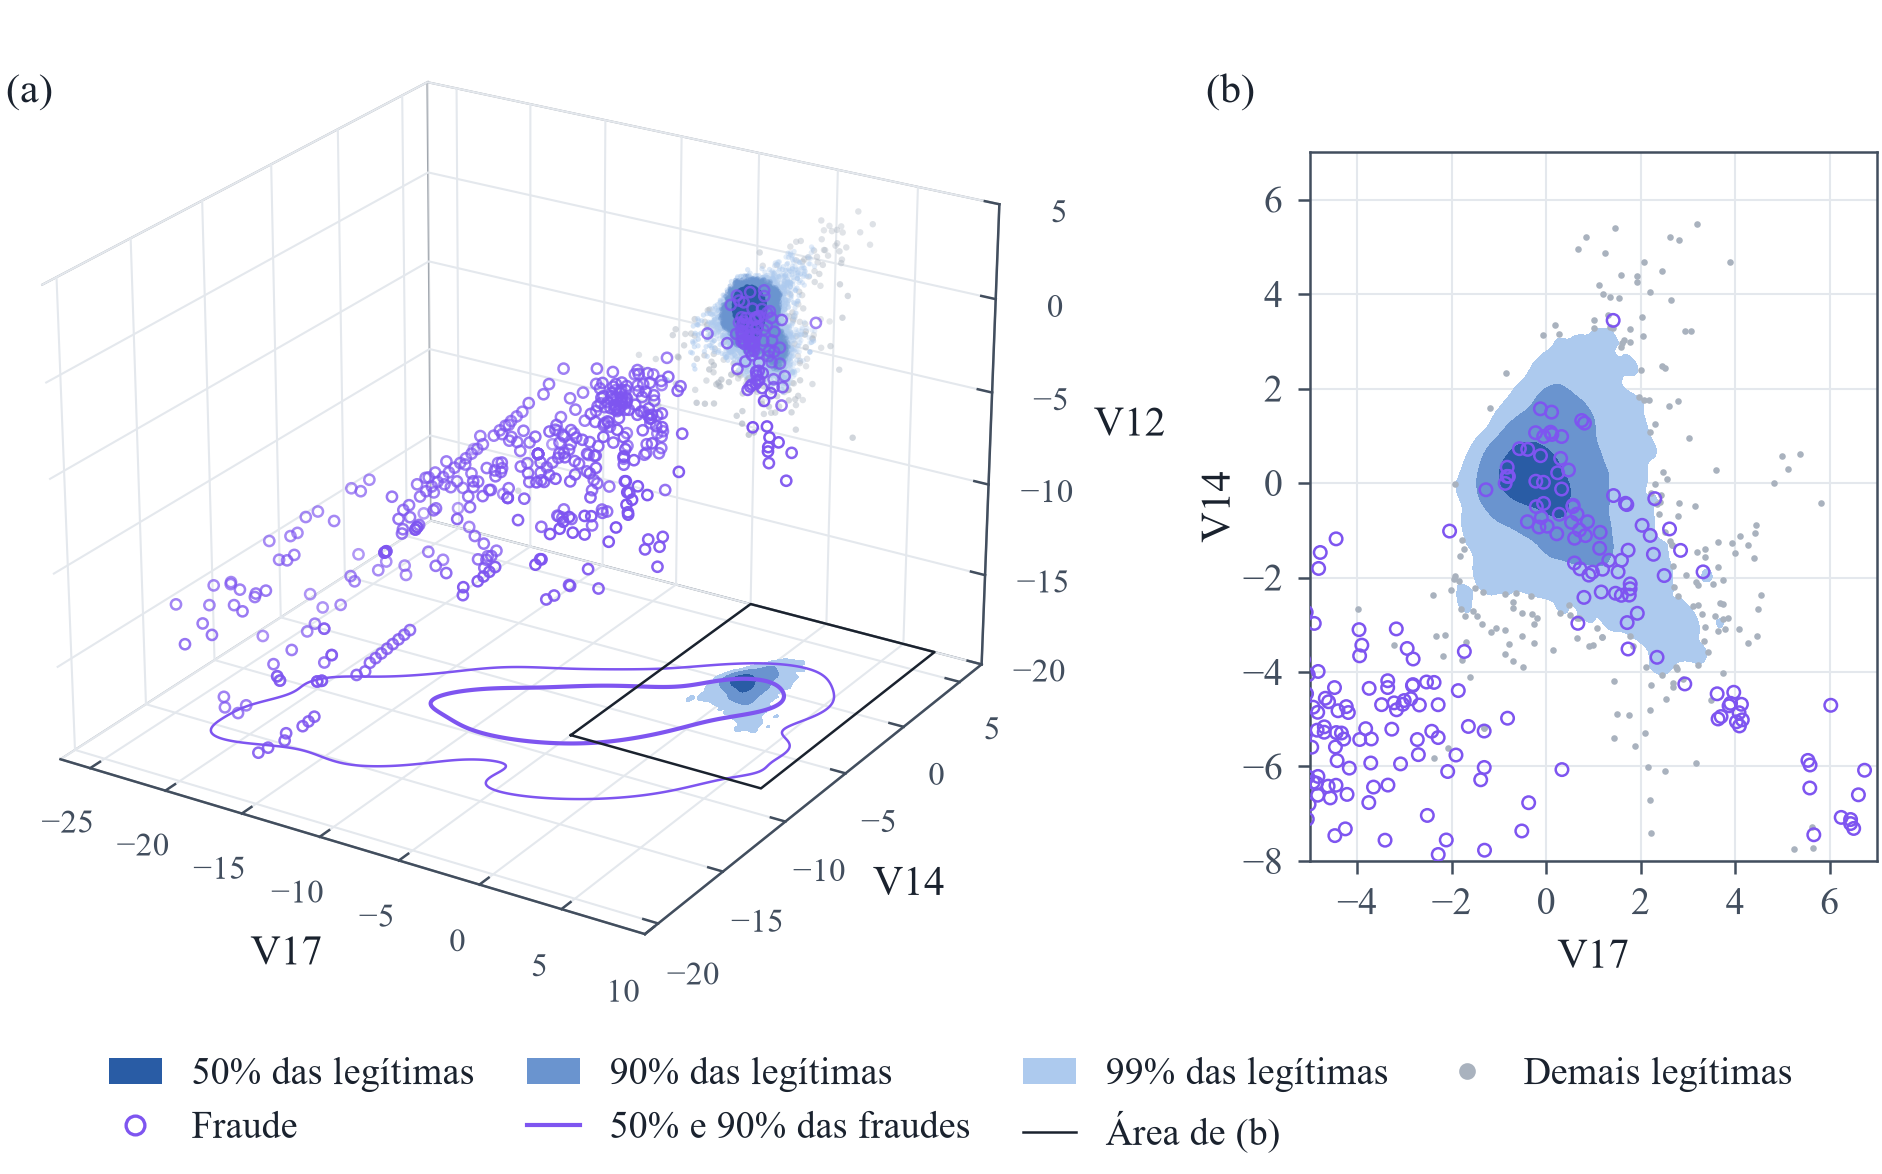 (a)
(b)
5
0
−5
−10
−15
−20
V12
5
0
−5
−10
−15
−20
V14
−25
−20
−15
−10
−5
0
5
10
V17
6
4
2
0
−2
−4
−6
−8
V14
−4
−2
0
2
4
6
V17
50% das legítimas
90% das legítimas
99% das legítimas
Demais legítimas
Fraude
50% e 90% das fraudes
Área de (b)